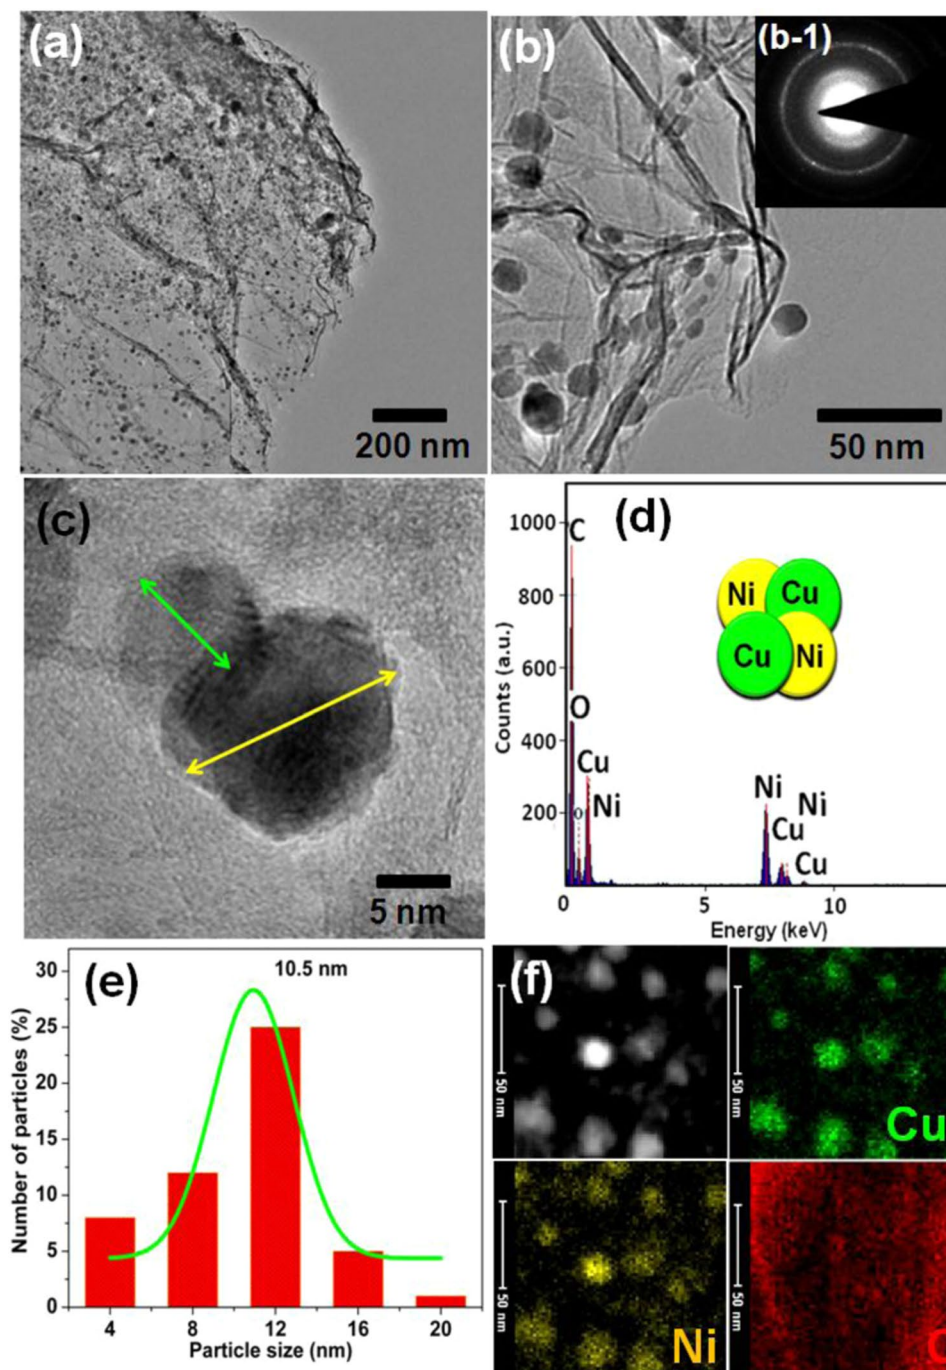 (a)
200 nm
(b)
(b-1)
50 nm
(c)
5 nm
(d)
1000
800
600
400
200
0
5
10
Counts (a.u.)
Energy (keV)
C
O
O
Cu
Ni
Ni
Cu
Ni
Cu
Ni
Cu
Cu
Ni
(e)
10.5 nm
30
25
20
15
10
5
0
4
8
12
16
20
Number of particles (%)
Particle size (nm)
(f)
50 nm
50 nm
Cu
50 nm
Ni
50 nm